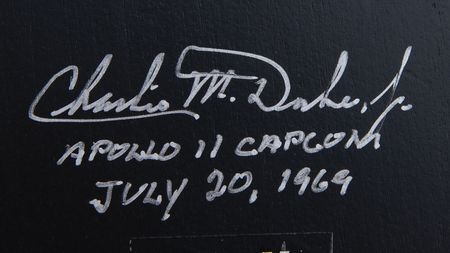 Charlie M. Duke, Jr.
APOLLO 11 CAPCOM
JULY 20, 1969